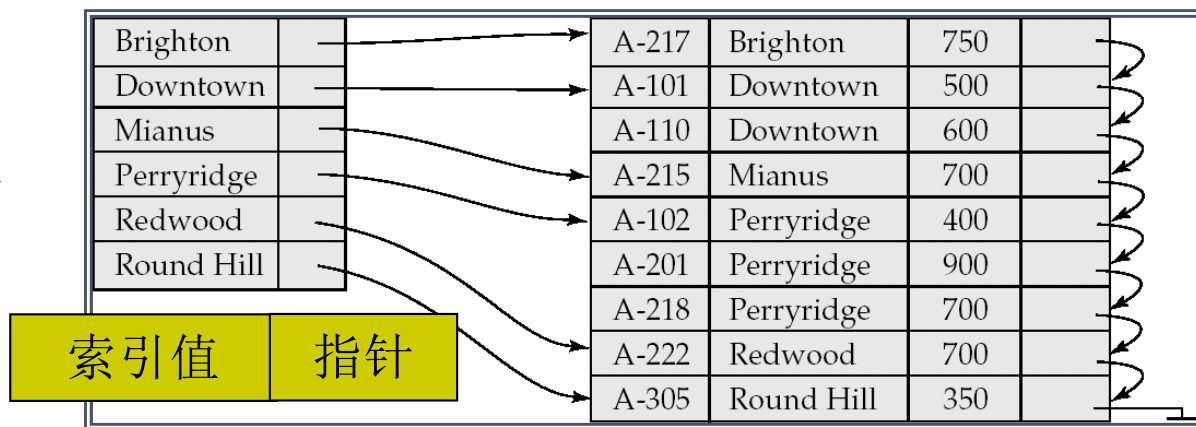 Brighton
Downtown
Mianus
Perryridge
Redwood
Round Hill
索引值 指针
A-217 Brighton 750
A-101 Downtown 500
A-110 Downtown 600
A-215 Mianus 700
A-102 Perryridge 400
A-201 Perryridge 900
A-218 Perryridge 700
A-222 Redwood 700
A-305 Round Hill 350